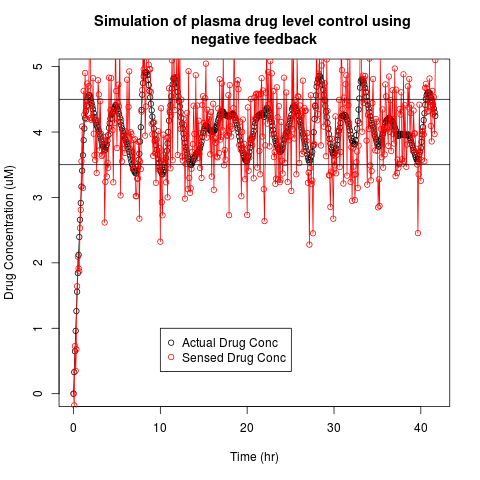 Simulation of plasma drug level control using
negative feedback
Drug Concentration (uM)
5
4
3
2
1
0
Actual Drug Conc
Sensed Drug Conc
0 10 20 30 40
Time (hr)